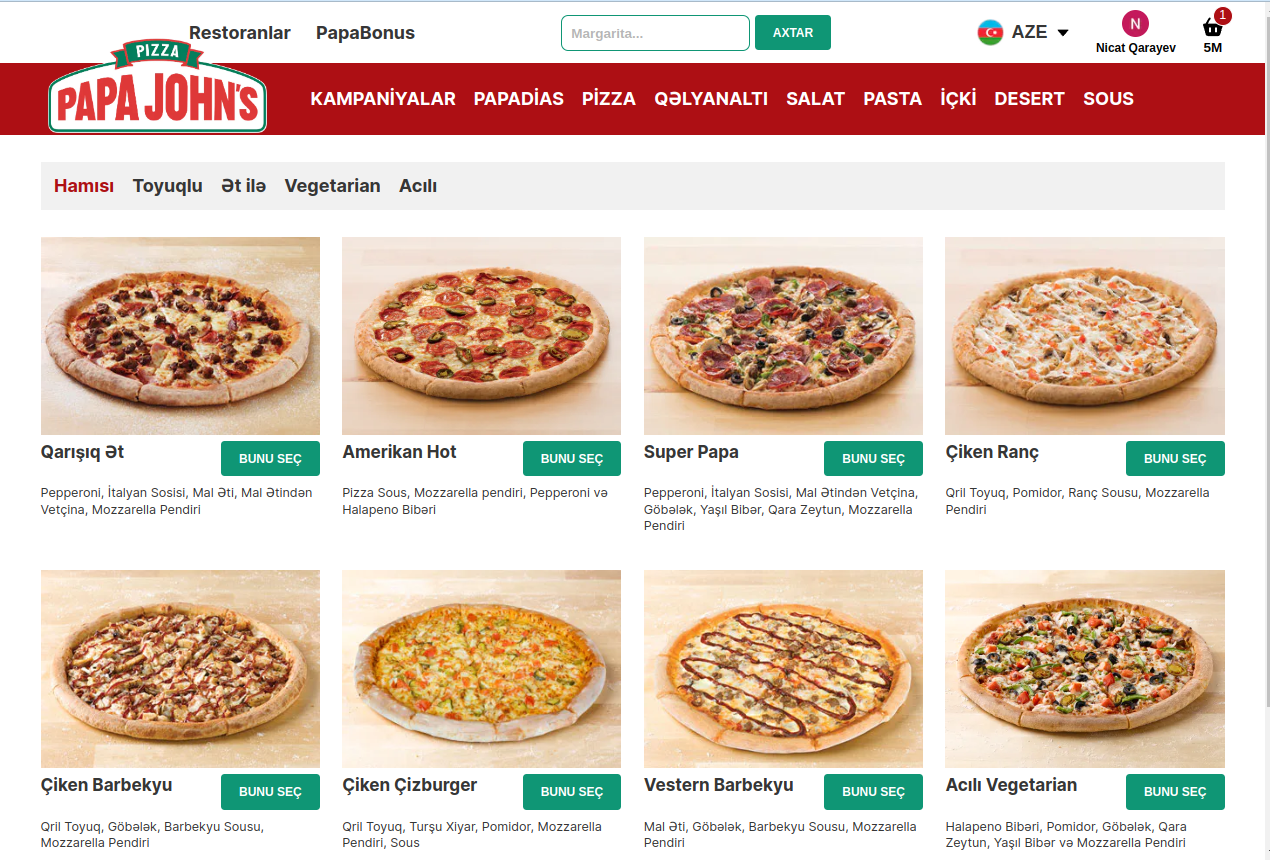 Restoranlar PapaBonus
Margarita...
AXTAR
AZE
N
Nicat Qarayev
1
5M
PIZZA
PAPA JOHN'S
KAMPANİYALAR PAPADİAS PİZZA QƏLYANALTI SALAT PASTA İÇKİ DESERT SOUS
Hamısı Toyuqlu Ət ilə Vegetarian Acılı
Qarışıq Ət
BUNU SEÇ
Pepperoni, İtalyan Sosisi, Mal Əti, Mal Ətindən
Vetçina, Mozzarella Pendiri
Amerikan Hot
BUNU SEÇ
Pizza Sous, Mozzarella pendiri, Pepperoni və
Halapeno Bibəri
Super Papa
BUNU SEÇ
Pepperoni, İtalyan Sosisi, Mal Ətindən Vetçina,
Göbələk, Yaşıl Bibər, Qara Zeytun, Mozzarella
Pendiri
Çiken Ranç
BUNU SEÇ
Qril Toyuq, Pomidor, Ranç Sousu, Mozzarella
Pendiri
Çiken Barbekyu
BUNU SEÇ
Qril Toyuq, Göbələk, Barbekyu Sousu,
Mozzarella Pendiri
Çiken Çizburger
BUNU SEÇ
Qril Toyuq, Turşu Xiyar, Pomidor, Mozzarella
Pendiri, Sous
Vestern Barbekyu
BUNU SEÇ
Mal Əti, Göbələk, Barbekyu Sousu, Mozzarella
Pendiri
Acılı Vegetarian
BUNU SEÇ
Halapeno Bibəri, Pomidor, Göbələk, Qara
Zeytun, Yaşıl Bibər və Mozzarella Pendiri